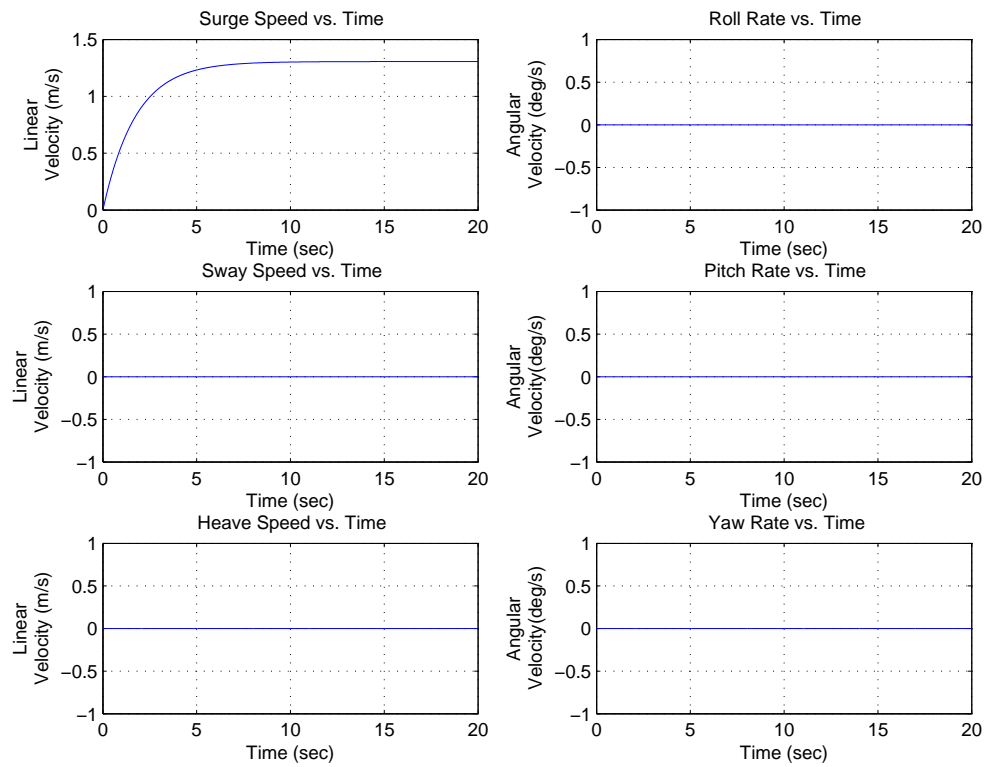 Surge Speed vs. Time
1.5
1
0.5
0
Linear
Velocity (m/s)
0 5 10 15 20
Time (sec)
Roll Rate vs. Time
1
0.5
0
−0.5
−1
Angular
Velocity (deg/s)
0 5 10 15 20
Time (sec)
Sway Speed vs. Time
1
0.5
0
−0.5
−1
Linear
Velocity (m/s)
0 5 10 15 20
Time (sec)
Pitch Rate vs. Time
1
0.5
0
−0.5
−1
Angular
Velocity(deg/s)
0 5 10 15 20
Time (sec)
Heave Speed vs. Time
1
0.5
0
−0.5
−1
Linear
Velocity (m/s)
0 5 10 15 20
Time (sec)
Yaw Rate vs. Time
1
0.5
0
−0.5
−1
Angular
Velocity(deg/s)
0 5 10 15 20
Time (sec)